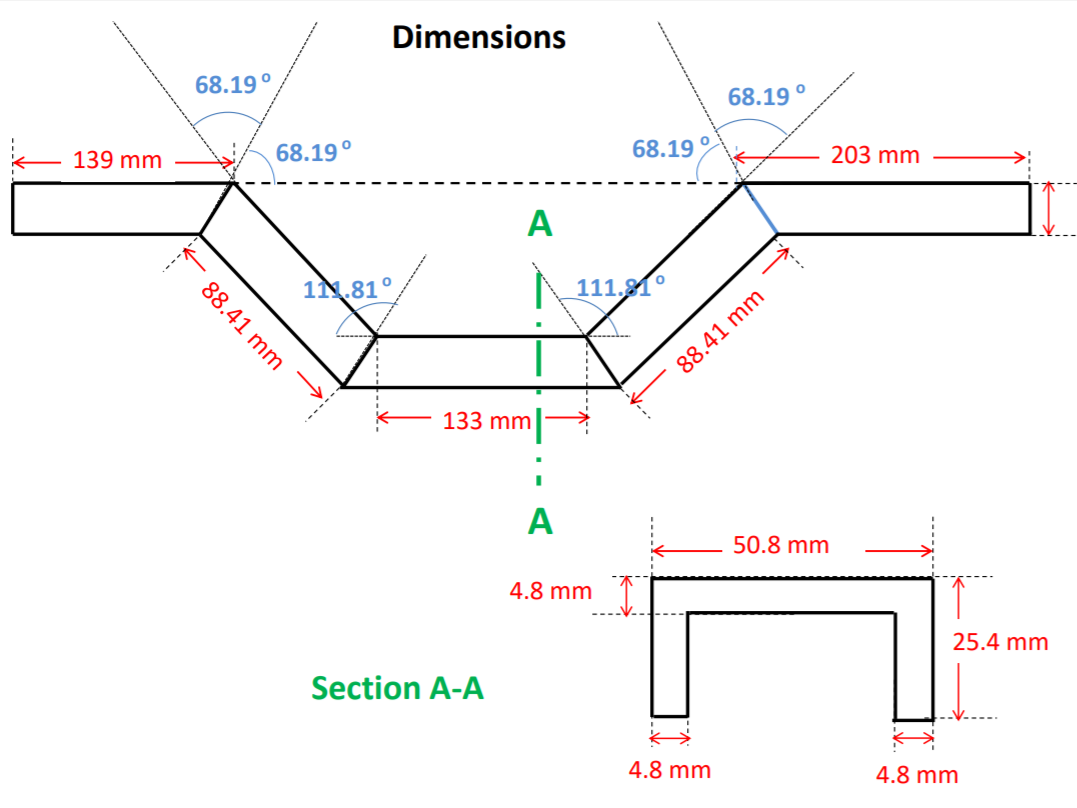 Dimensions
68.19 °
68.19 °
68.19 °
68.19 °
139 mm
203 mm
A
111.81 °
111.81 °
88.41 mm
88.41 mm
133 mm
A
50.8 mm
4.8 mm
25.4 mm
Section A-A
4.8 mm
4.8 mm